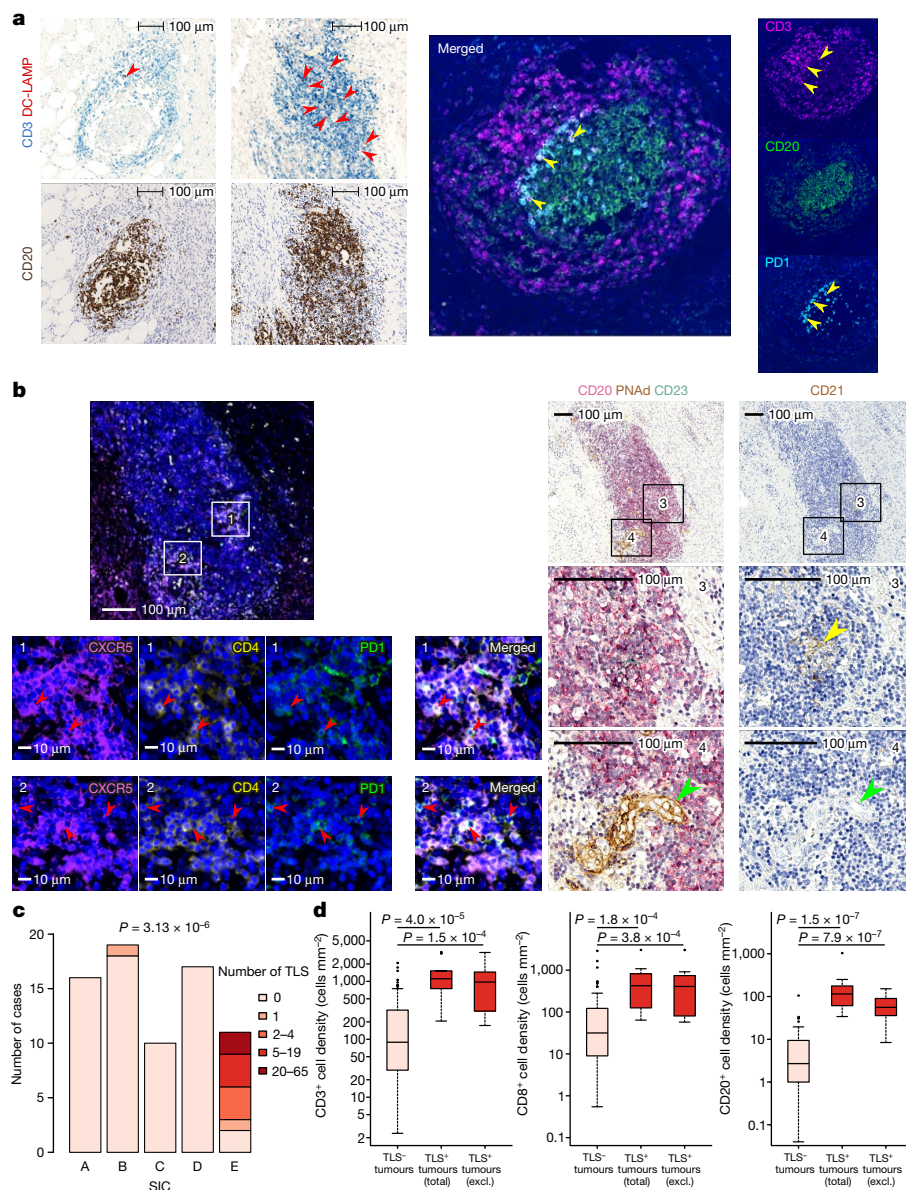 a
100 µm
100 µm
CD3 DC-LAMP
100 µm
100 µm
CD20
Merged
CD3
CD20
PD1
b
1
2
100 µm
CD20 PNAd CD23
CD21
100 µm
100 µm
3
4
3
4
100 µm
3
100 µm
3
100 µm
4
100 µm
4
1
CXCR5
10 µm
1
CD4
10 µm
1
PD1
10 µm
1
Merged
10 µm
2
CXCR5
10 µm
2
CD4
10 µm
2
PD1
10 µm
2
Merged
10 µm
c
P = 3.13 × 10⁻⁶
Number of cases
20
15
10
5
0
A B C D E
SIC
Number of TLS
0
1
2–4
5–19
20–65
d
P = 4.0 × 10⁻⁵
P = 1.5 × 10⁻⁴
CD3⁺ cell density (cells mm⁻²)
5,000
2,000
1,000
500
200
100
50
20
10
5
2
TLS⁻ tumours
TLS⁺ tumours (total)
TLS⁺ tumours (excl.)
P = 1.8 × 10⁻⁴
P = 3.8 × 10⁻⁴
CD8⁺ cell density (cells mm⁻²)
1,000
100
10
1
0.1
TLS⁻ tumours
TLS⁺ tumours (total)
TLS⁺ tumours (excl.)
P = 1.5 × 10⁻⁷
P = 7.9 × 10⁻⁷
CD20⁺ cell density (cells mm⁻²)
1,000
100
10
1
0.1
TLS⁻ tumours
TLS⁺ tumours (total)
TLS⁺ tumours (excl.)